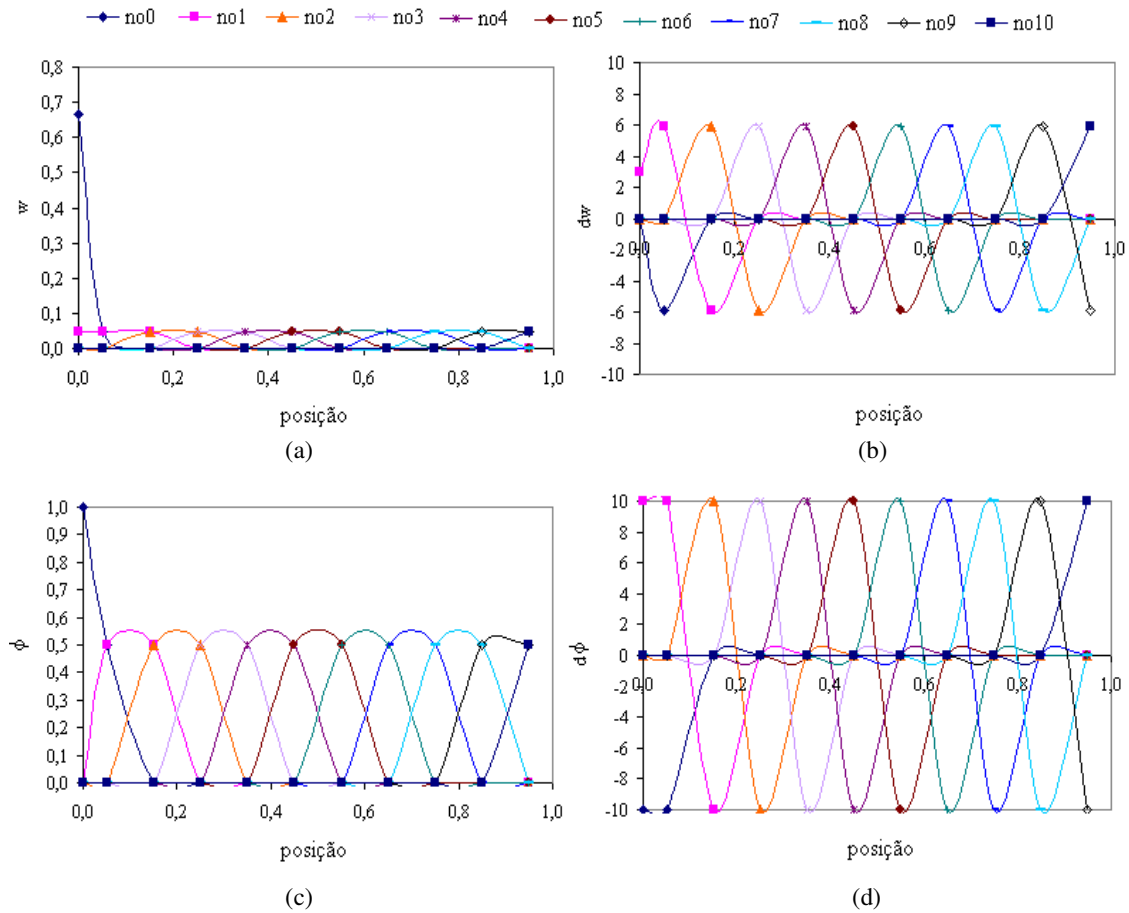 no0 no1 no2 no3 no4 no5 no6 no7 no8 no9 no10
0,8
0,7
0,6
0,5
0,4
0,3
0,2
0,1
0,0
w
0,0 0,2 0,4 0,6 0,8 1,0
posição
(a)
10
8
6
4
2
0
-2
-4
-6
-8
-10
dw
0,0 0,2 0,4 0,6 0,8 1,0
posição
(b)
1,0
0,9
0,8
0,7
0,6
0,5
0,4
0,3
0,2
0,1
0,0
ϕ
0,0 0,2 0,4 0,6 0,8 1,0
posição
(c)
10
8
6
4
2
0
-2
-4
-6
-8
-10
dϕ
0,0 0,2 0,4 0,6 0,8 1,0
posição
(d)